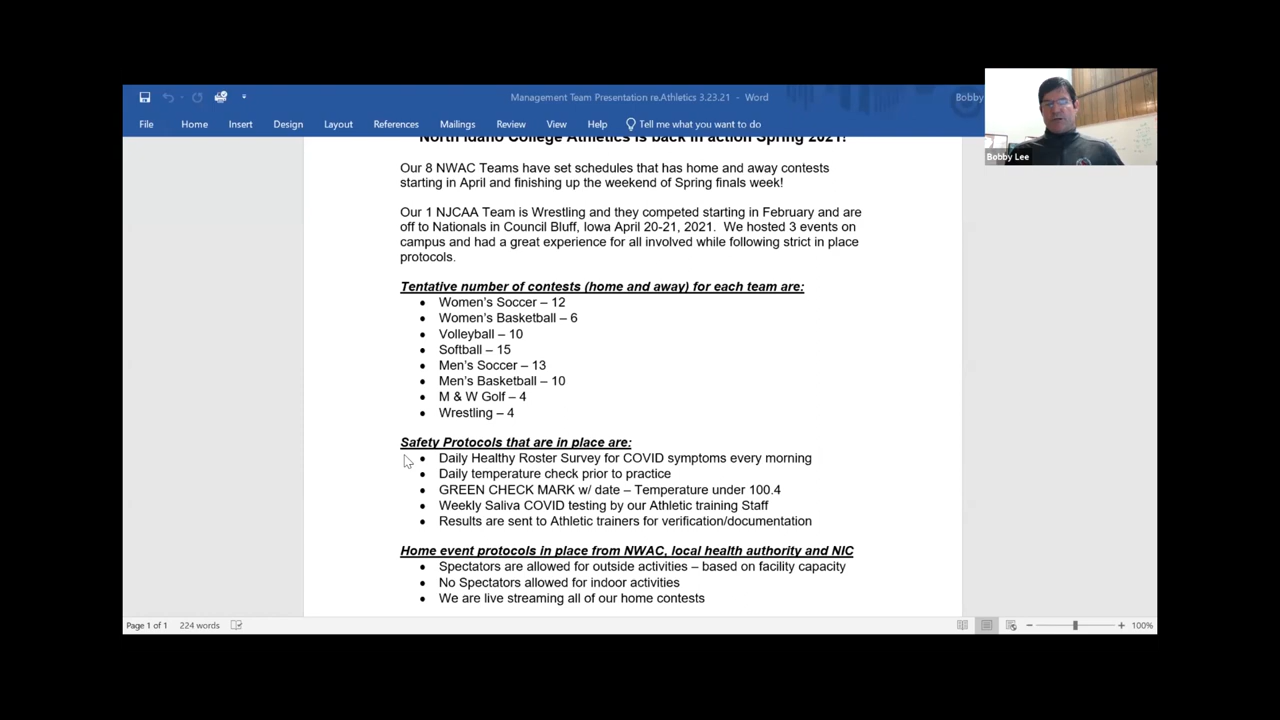 Management Team Presentation re.Athletics 3.23.21 - Word
Bobby
File Home Insert Design Layout References Mailings Review View Help Tell me what you want to do
Bobby Lee
North Idaho College Athletics is back in action Spring 2021!
Our 8 NWAC Teams have set schedules that has home and away contests
starting in April and finishing up the weekend of Spring finals week!
Our 1 NJCAA Team is Wrestling and they competed starting in February and are
off to Nationals in Council Bluff, Iowa April 20-21, 2021. We hosted 3 events on
campus and had a great experience for all involved while following strict in place
protocols.
Tentative number of contests (home and away) for each team are:
• Women's Soccer – 12
• Women's Basketball – 6
• Volleyball – 10
• Softball – 15
• Men's Soccer – 13
• Men's Basketball – 10
• M & W Golf – 4
• Wrestling – 4
Safety Protocols that are in place are:
• Daily Healthy Roster Survey for COVID symptoms every morning
• Daily temperature check prior to practice
• GREEN CHECK MARK w/ date – Temperature under 100.4
• Weekly Saliva COVID testing by our Athletic training Staff
• Results are sent to Athletic trainers for verification/documentation
Home event protocols in place from NWAC, local health authority and NIC
• Spectators are allowed for outside activities – based on facility capacity
• No Spectators allowed for indoor activities
• We are live streaming all of our home contests
Page 1 of 1 224 words 100%